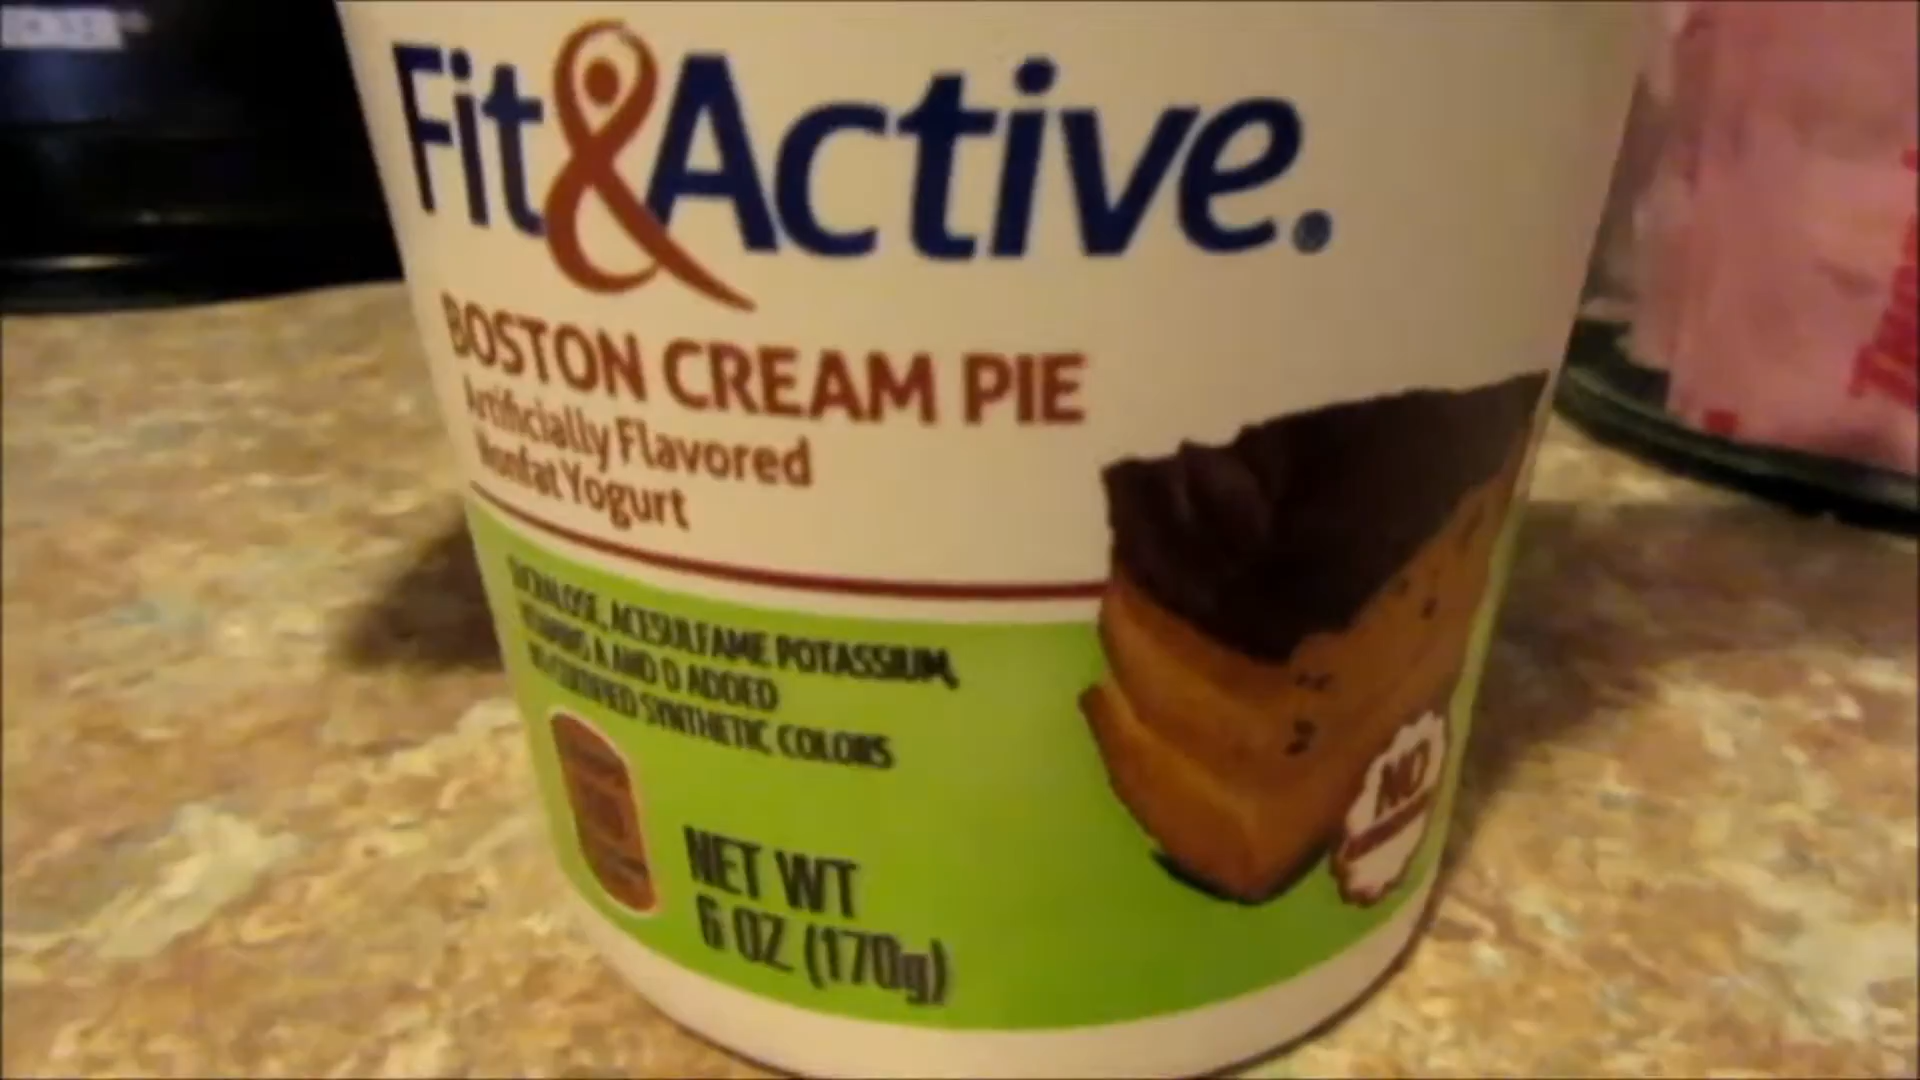 Fit&Active.®
BOSTON CREAM PIE
Artificially Flavored
Nonfat Yogurt
SUCRALOSE, ACESULFAME POTASSIUM,
VITAMINS A AND D ADDED
NO CERTIFIED SYNTHETIC COLORS
NET WT
6 OZ (170g)
NO